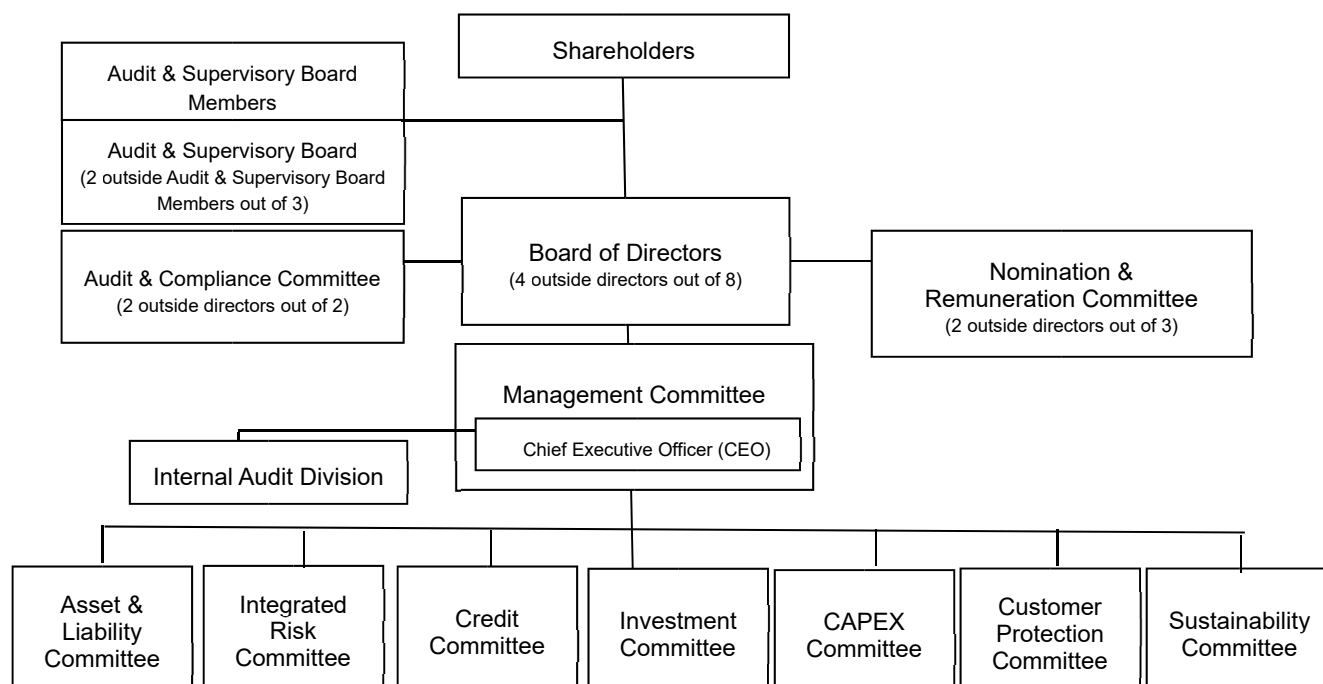 Shareholders
Audit & Supervisory Board
Members
Audit & Supervisory Board
(2 outside Audit & Supervisory Board
Members out of 3)
Audit & Compliance Committee
(2 outside directors out of 2)
Board of Directors
(4 outside directors out of 8)
Nomination &
Remuneration Committee
(2 outside directors out of 3)
Management Committee
Chief Executive Officer (CEO)
Internal Audit Division
Asset &
Liability
Committee
Integrated
Risk
Committee
Credit
Committee
Investment
Committee
CAPEX
Committee
Customer
Protection
Committee
Sustainability
Committee